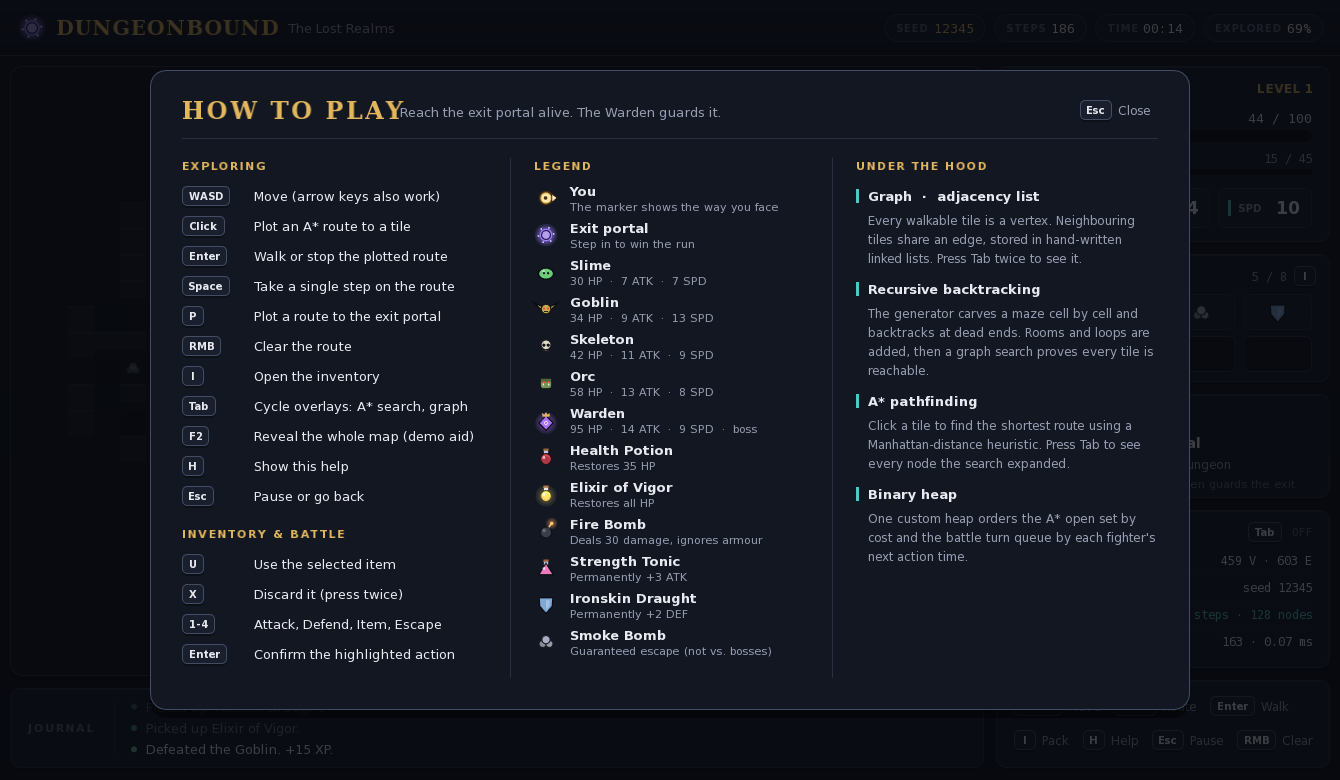 DUNGEONBOUND The Lost Realms
SEED 12345 STEPS 186 TIME 00:14 EXPLORED 69%
HOW TO PLAY Reach the exit portal alive. The Warden guards it.
Esc Close
EXPLORING
WASD Move (arrow keys also work)
Click Plot an A* route to a tile
Enter Walk or stop the plotted route
Space Take a single step on the route
P Plot a route to the exit portal
RMB Clear the route
I Open the inventory
Tab Cycle overlays: A* search, graph
F2 Reveal the whole map (demo aid)
H Show this help
Esc Pause or go back
INVENTORY & BATTLE
U Use the selected item
X Discard it (press twice)
1-4 Attack, Defend, Item, Escape
Enter Confirm the highlighted action
LEGEND
You
The marker shows the way you face
Exit portal
Step in to win the run
Slime
30 HP · 7 ATK · 7 SPD
Goblin
34 HP · 9 ATK · 13 SPD
Skeleton
42 HP · 11 ATK · 9 SPD
Orc
58 HP · 13 ATK · 8 SPD
Warden
95 HP · 14 ATK · 9 SPD · boss
Health Potion
Restores 35 HP
Elixir of Vigor
Restores all HP
Fire Bomb
Deals 30 damage, ignores armour
Strength Tonic
Permanently +3 ATK
Ironskin Draught
Permanently +2 DEF
Smoke Bomb
Guaranteed escape (not vs. bosses)
UNDER THE HOOD
Graph · adjacency list
Every walkable tile is a vertex. Neighbouring
tiles share an edge, stored in hand-written
linked lists. Press Tab twice to see it.
Recursive backtracking
The generator carves a maze cell by cell and
backtracks at dead ends. Rooms and loops are
added, then a graph search proves every tile is
reachable.
A* pathfinding
Click a tile to find the shortest route using a
Manhattan-distance heuristic. Press Tab to see
every node the search expanded.
Binary heap
One custom heap orders the A* open set by
cost and the battle turn queue by each fighter's
next action time.
LEVEL 1
44 / 100
15 / 45
4 SPD 10
5 / 8 I
guards the exit
Tab OFF
459 V · 603 E
seed 12345
steps · 128 nodes
163 · 0.07 ms
Enter Walk
I Pack H Help Esc Pause RMB Clear
JOURNAL
Picked up Elixir of Vigor.
Defeated the Goblin. +15 XP.